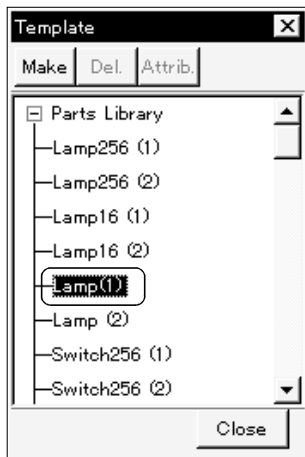 Template
Make Del. Attrib.
Parts Library
Lamp256 (1)
Lamp256 (2)
Lamp16 (1)
Lamp16 (2)
Lamp(1)
Lamp (2)
Switch256 (1)
Switch256 (2)
Close